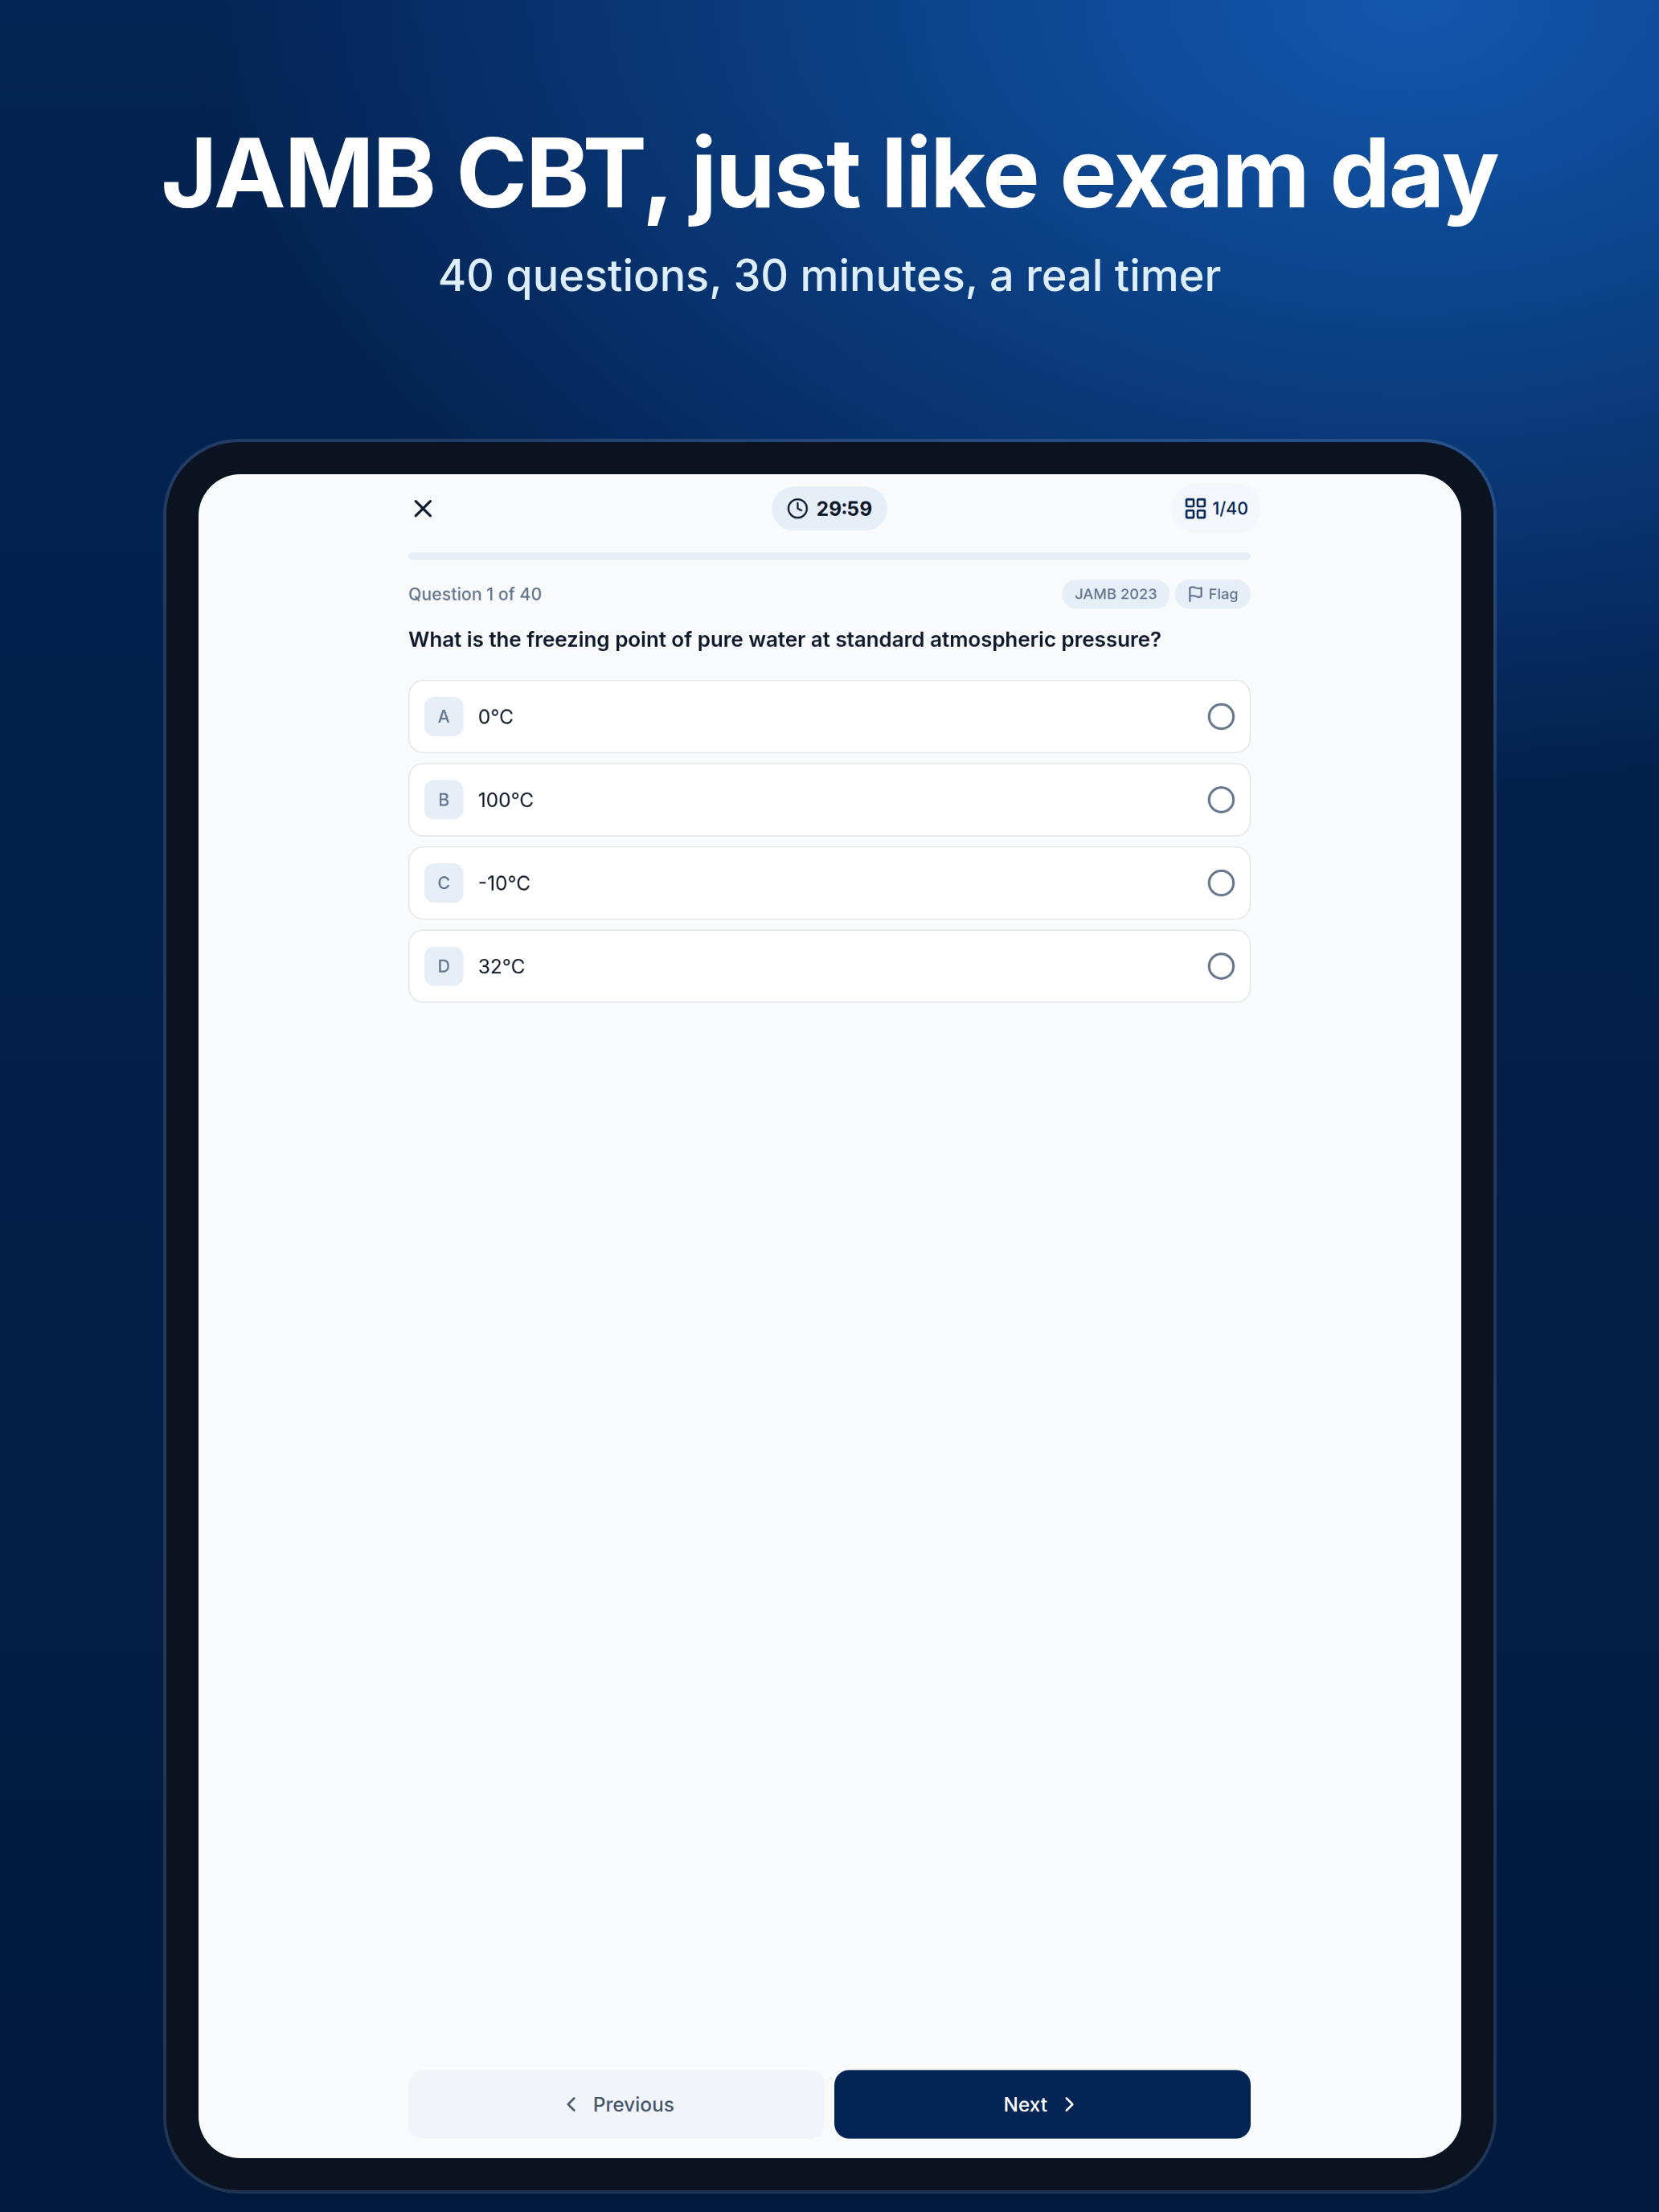 JAMB CBT, just like exam day
40 questions, 30 minutes, a real timer
29:59
1/40
Question 1 of 40
JAMB 2023
Flag
What is the freezing point of pure water at standard atmospheric pressure?
A 0°C
B 100°C
C -10°C
D 32°C
Previous
Next